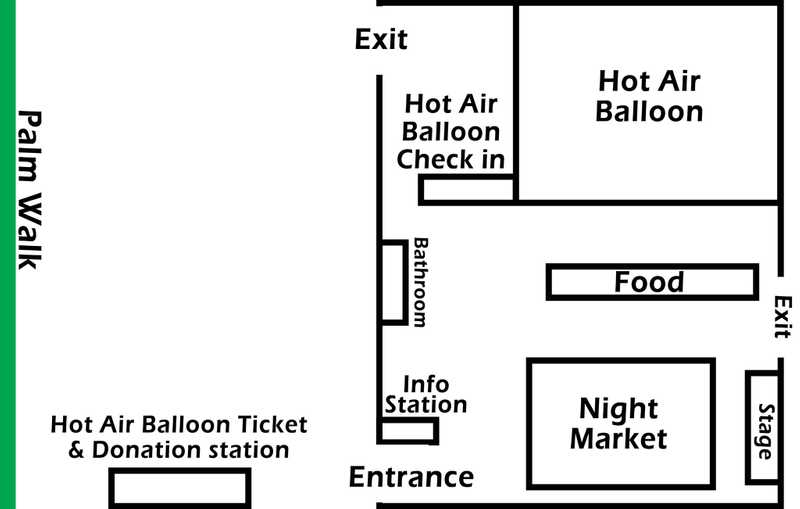 Exit
Hot Air
Balloon
Hot Air
Balloon
Check in
Palm Walk
Bathroom
Food
Exit
Info
Station
Night
Market
Stage
Hot Air Balloon Ticket
& Donation station
Entrance